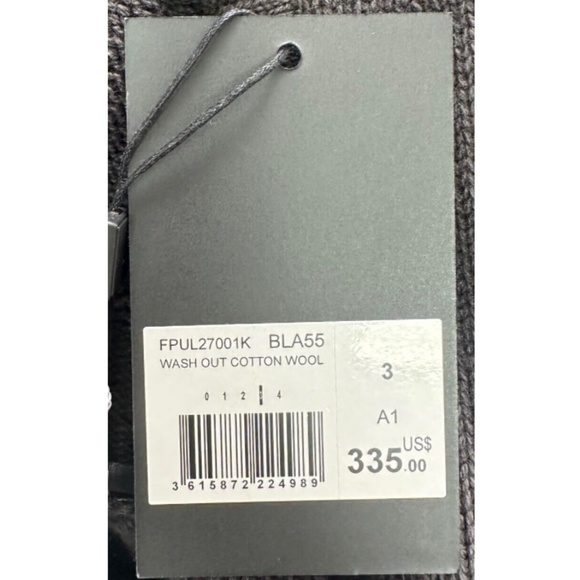 FPUL27001K BLA55
WASH OUT COTTON WOOL
0 1 2 4
3 615872 224989
3
A1
US$
335.00